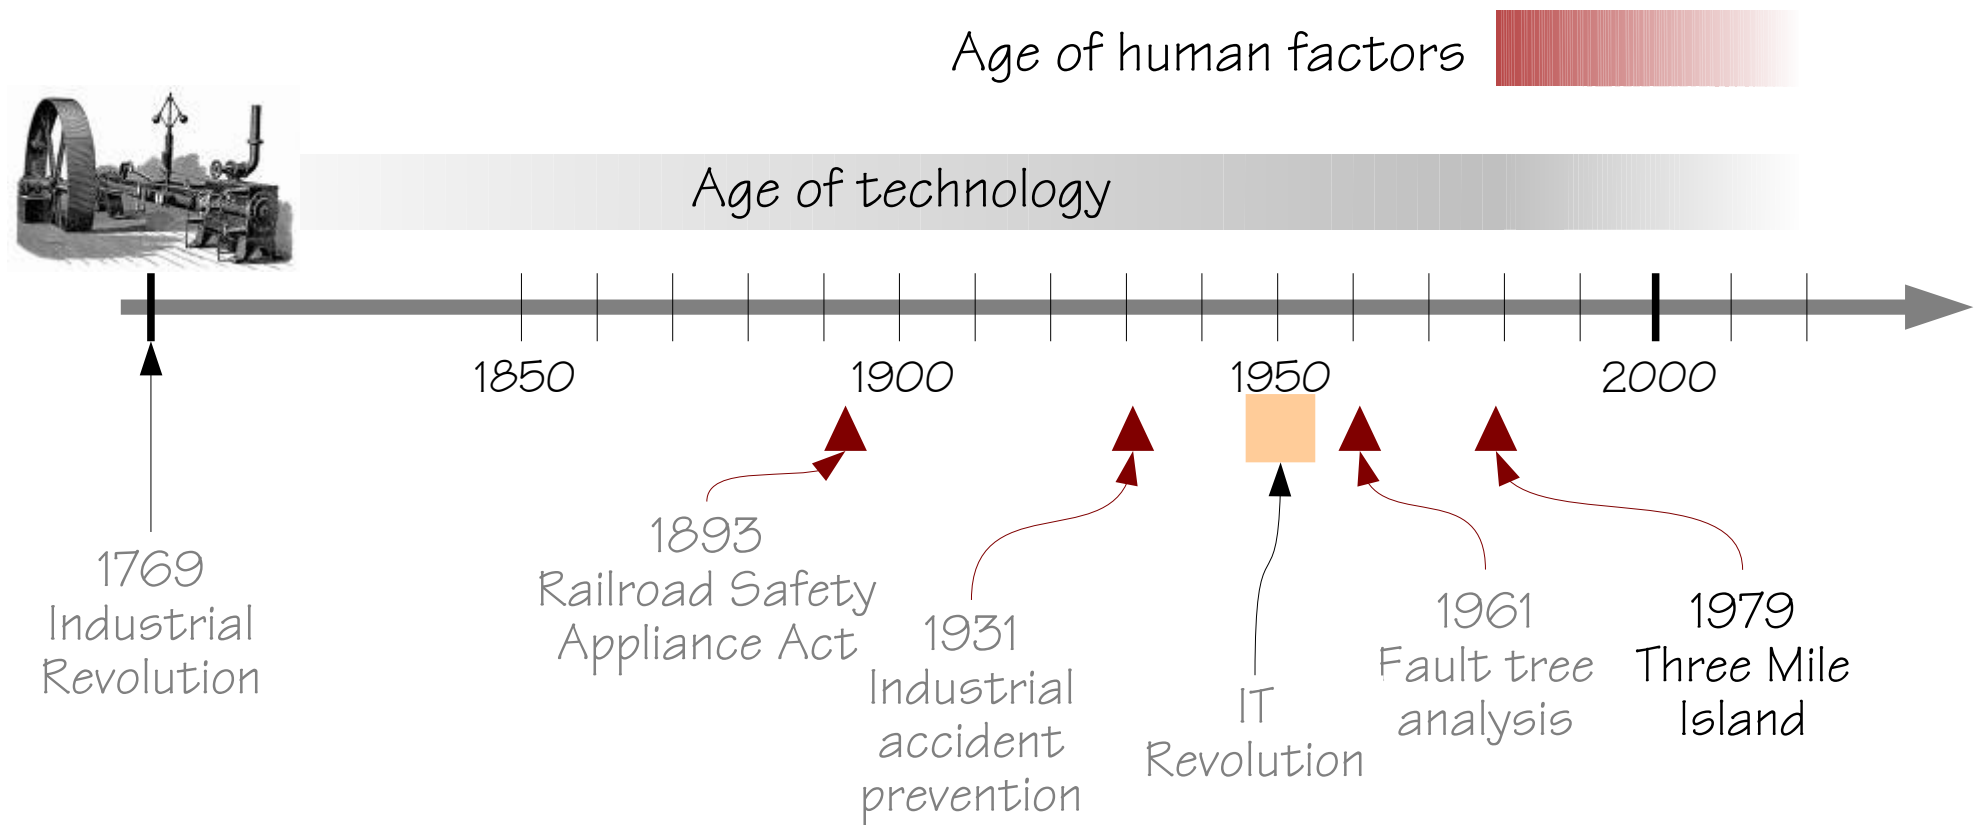 Age of human factors
Age of technology
1850
1900
1950
2000
1769
Industrial
Revolution
1893
Railroad Safety
Appliance Act
1931
Industrial
accident
prevention
IT
Revolution
1961
Fault tree
analysis
1979
Three Mile
Island